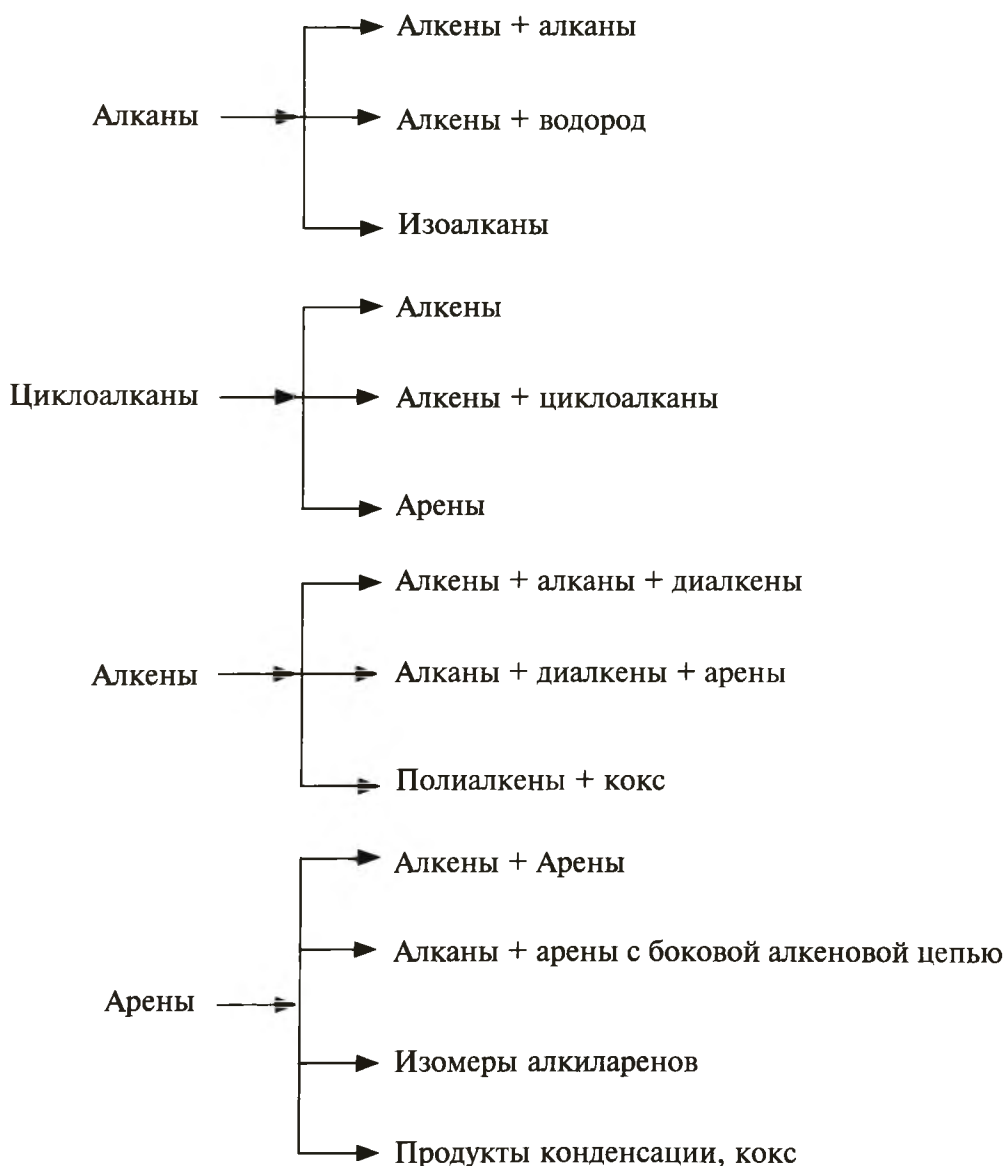 Алкены + алканы
Алканы
Алкены + водород
Изоалканы
Алкены
Циклоалканы
Алкены + циклоалканы
Арены
Алкены + алканы + диалкены
Алкены
Алканы + диалкены + арены
Полиалкены + кокс
Алкены + Арены
Алканы + арены с боковой алкеновой цепью
Арены
Изомеры алкиларенов
Продукты конденсации, кокс